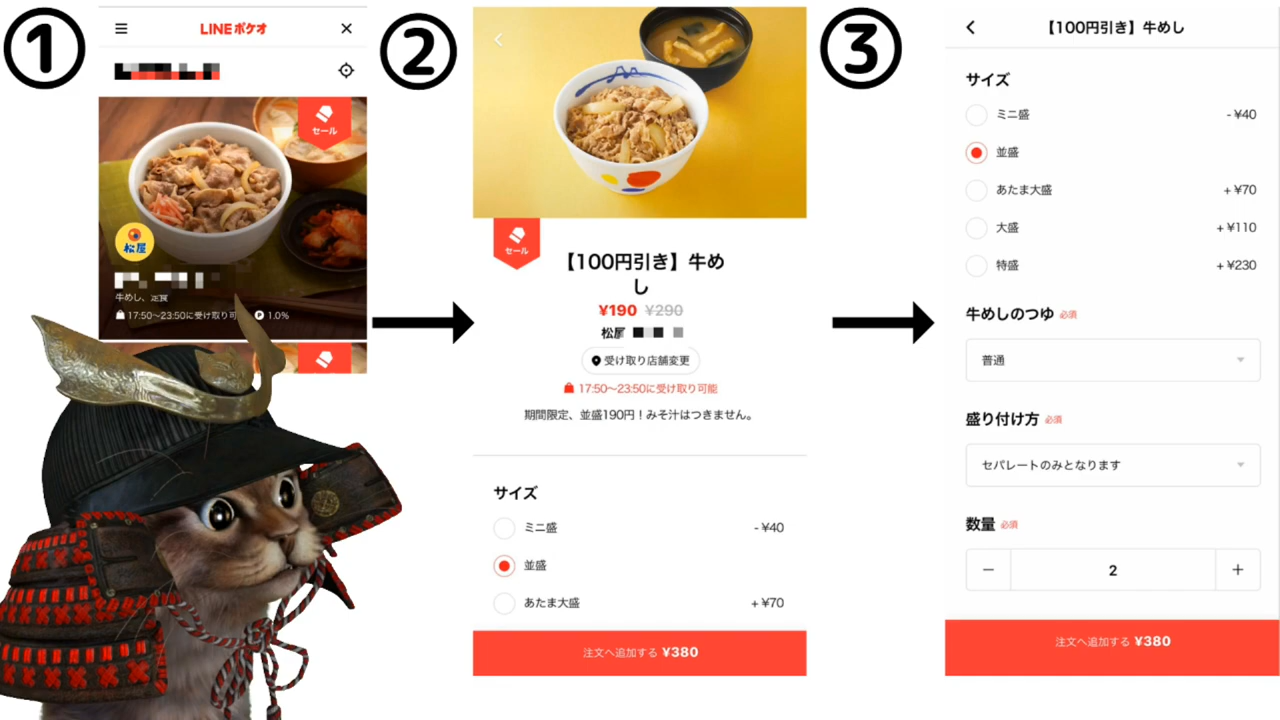 ①
LINEポケオ
セール
松屋
牛めし、定食
17:50〜23:50に受け取り可
P 1.0%
②
セール
【100円引き】牛め
し
¥190 ¥290
松屋
受け取り店舗変更
17:50〜23:50に受け取り可能
期間限定、並盛190円！みそ汁はつきません。
サイズ
ミニ盛 - ¥40
並盛
あたま大盛 + ¥70
注文へ追加する ¥380
③
【100円引き】牛めし
サイズ
ミニ盛 - ¥40
並盛
あたま大盛 + ¥70
大盛 + ¥110
特盛 + ¥230
牛めしのつゆ 必須
普通
盛り付け方 必須
セパレートのみとなります
数量 必須
2
注文へ追加する ¥380